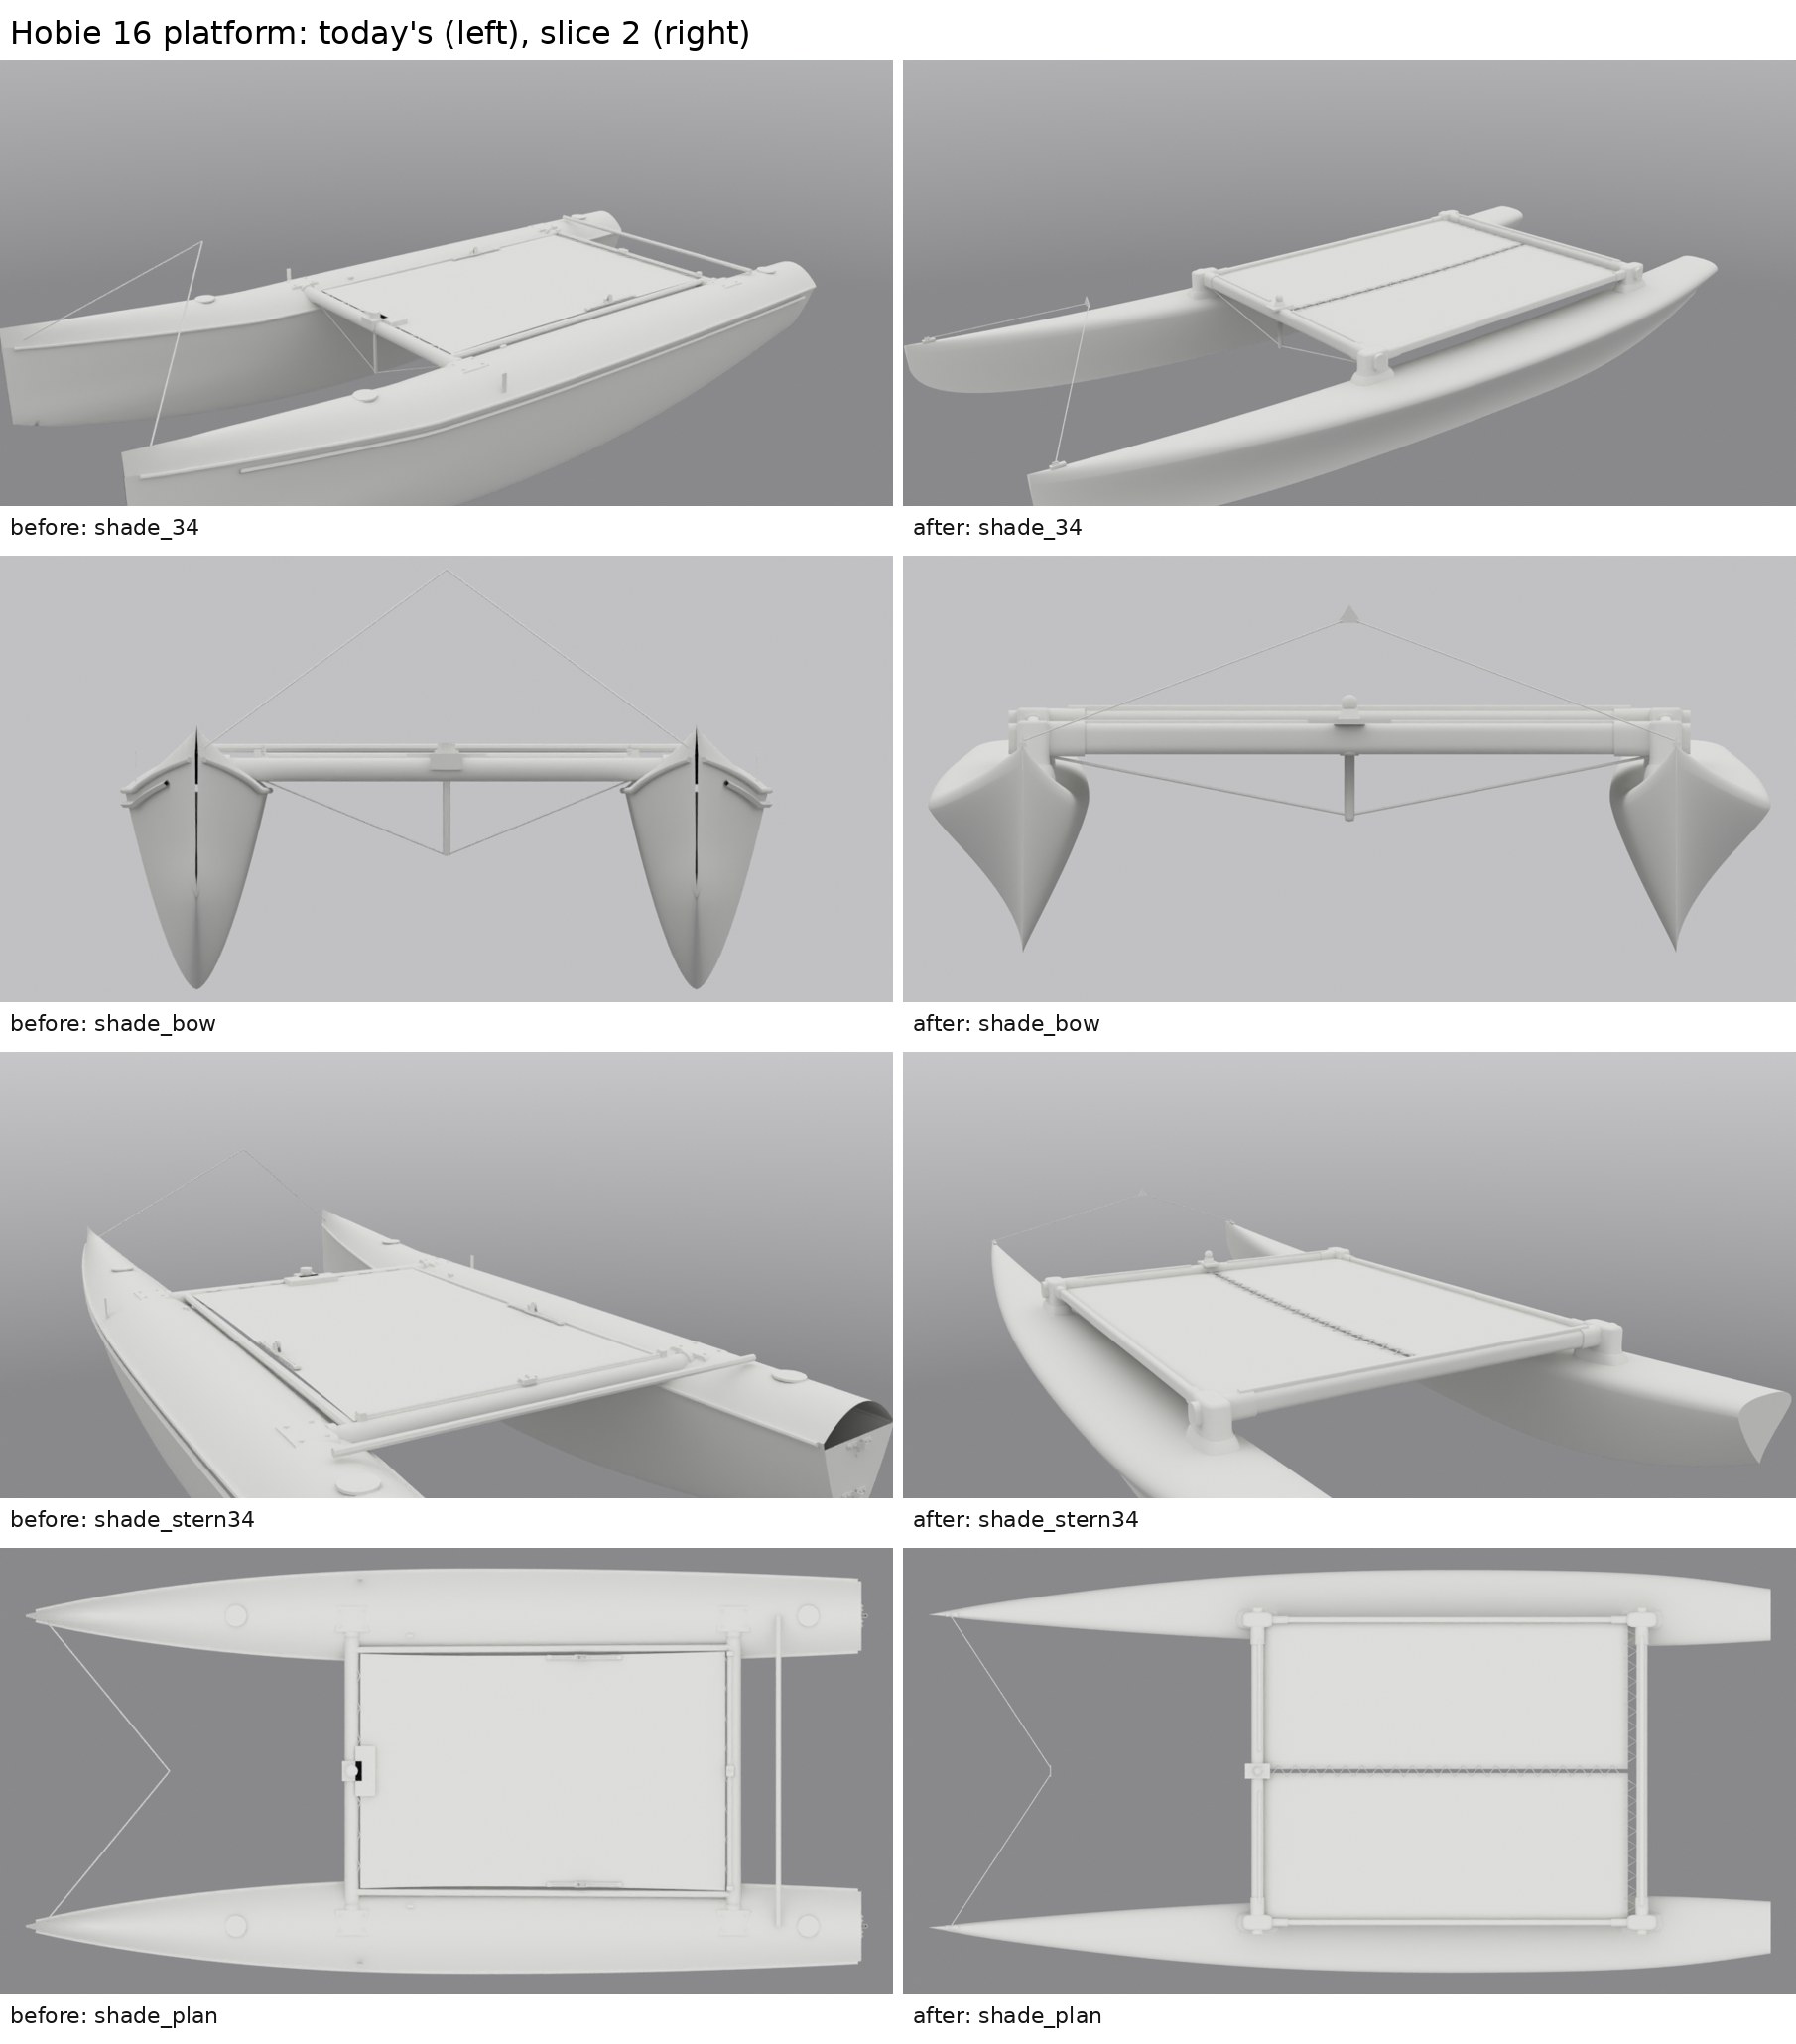 Hobie 16 platform: today's (left), slice 2 (right)
before: shade_34
after: shade_34
before: shade_bow
after: shade_bow
before: shade_stern34
after: shade_stern34
before: shade_plan
after: shade_plan